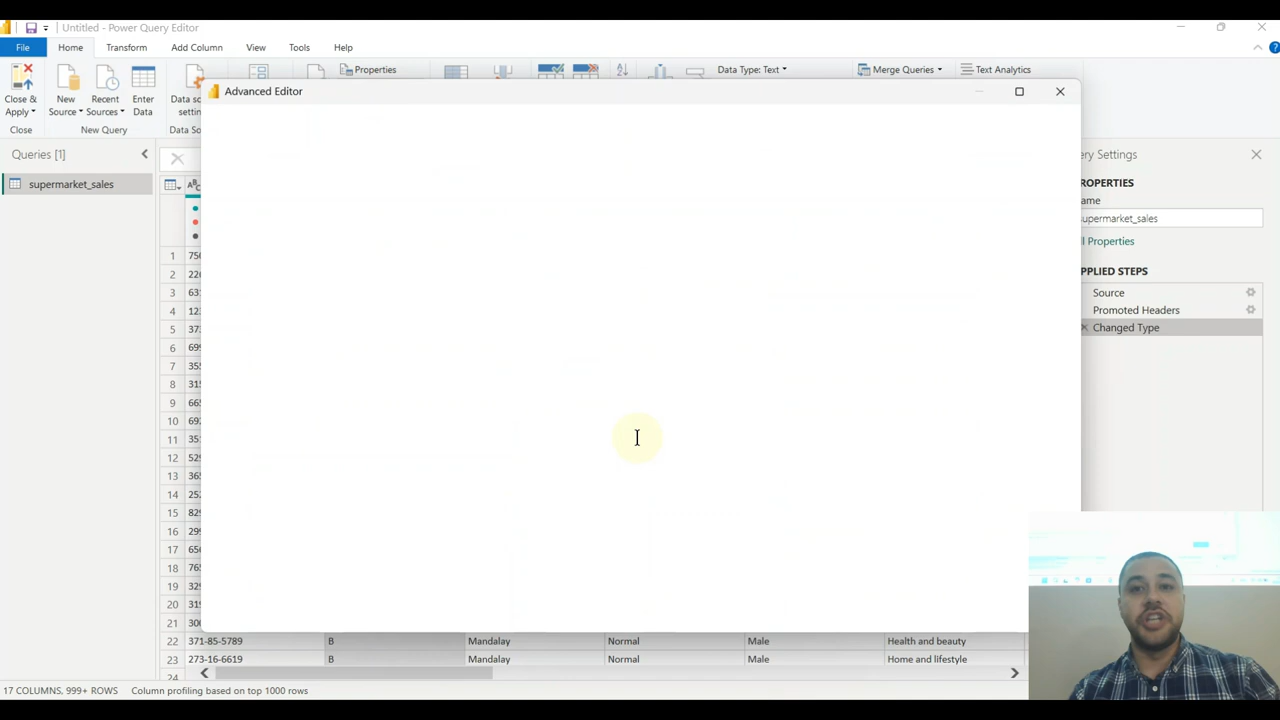 Untitled - Power Query Editor
File Home Transform Add Column View Tools Help
Properties
Data Type: Text
Merge Queries
Text Analytics
Close & Apply
New Source
Recent Sources
Enter Data
Close
New Query
Advanced Editor
Queries [1]
supermarket_sales
1
2
3
4
5
6
7
8
9
10
11
12
13
14
15
16
17
18
19
20
21
22 371-85-5789 B Mandalay Normal Male Health and beauty
23 273-16-6619 B Mandalay Normal Male Home and lifestyle
24
Settings
All Properties
Source
Promoted Headers
Changed Type
17 COLUMNS, 999+ ROWS Column profiling based on top 1000 rows